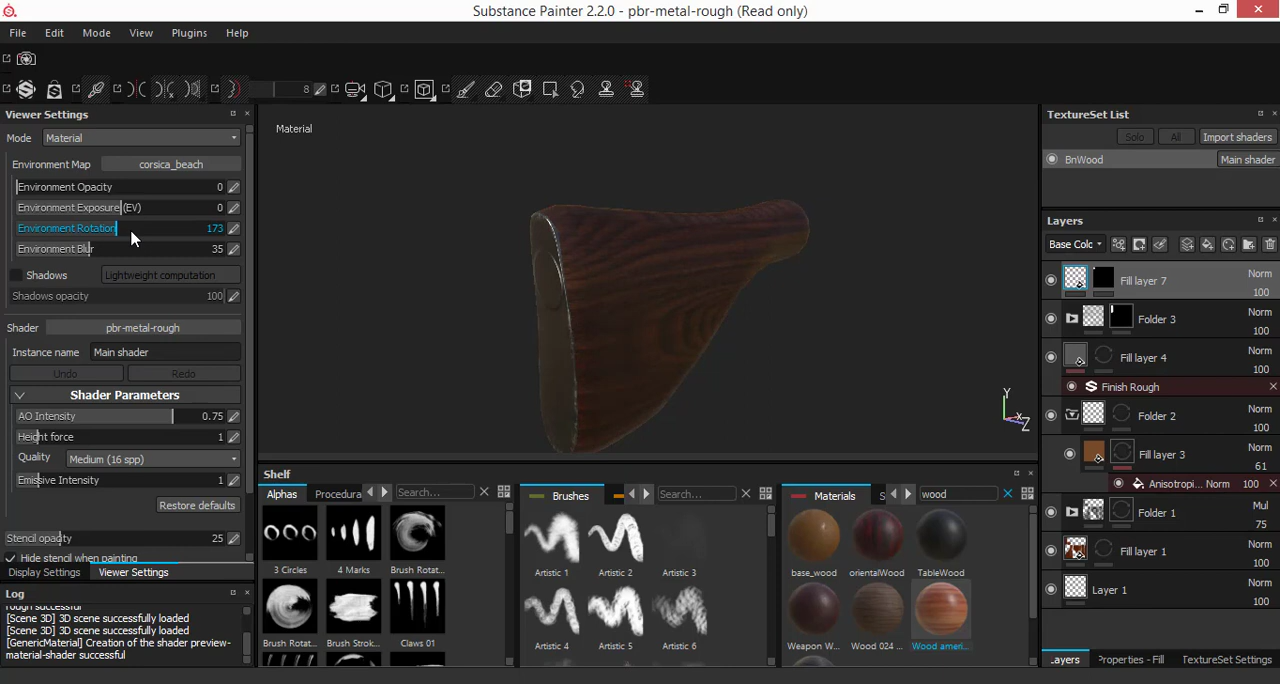 Substance Painter 2.2.0 - pbr-metal-rough (Read only)
File Edit Mode View Plugins Help
8
Viewer Settings
Mode Material
Environment Map corsica_beach
Environment Opacity 0
Environment Exposure (EV) 0
Environment Rotation 173
Environment Blur 35
Shadows Lightweight computation
Shadows opacity 100
Shader pbr-metal-rough
Instance name Main shader
Undo Redo
Shader Parameters
AO Intensity 0.75
Height force 1
Quality Medium (16 spp)
Emissive Intensity 1
Restore defaults
Stencil opacity 25
Hide stencil when painting
Display Settings Viewer Settings
Log
rough successful
[Scene 3D] 3D scene successfully loaded
[Scene 3D] 3D scene successfully loaded
[GenericMaterial] Creation of the shader preview-
material-shader successful
Material
Y
X
Z
Shelf
Alphas Procedura Search...
3 Circles 4 Marks Brush Rotat...
Brush Rotat... Brush Strok... Claws 01
Brushes Search...
Artistic 1 Artistic 2 Artistic 3
Artistic 4 Artistic 5 Artistic 6
Materials S wood
base_wood orientalWood TableWood
Weapon W... Wood 024 ... Wood ameri...
TextureSet List
Solo All Import shaders
BnWood Main shader
Layers
Base Colc
Fill layer 7 Norm
100
Folder 3 Norm
100
Fill layer 4 Norm
100
Finish Rough
Folder 2 Norm
100
Fill layer 3 Norm
61
Anisotropi... Norm 100
Folder 1 Mul
75
Fill layer 1 Norm
100
Layer 1 Norm
100
Layers Properties - Fill TextureSet Settings